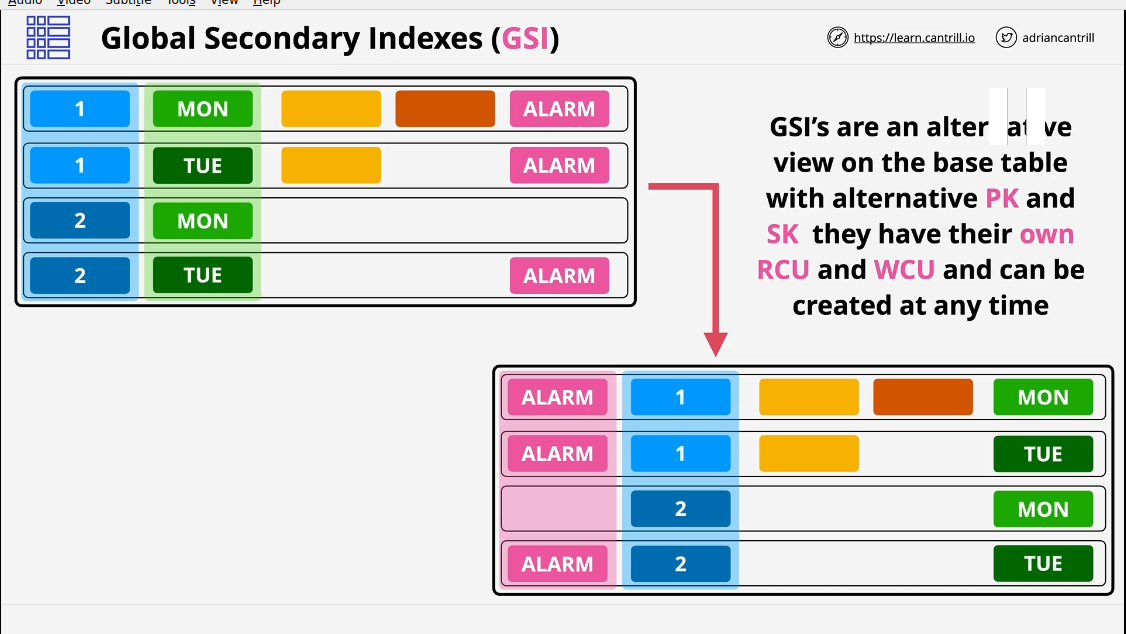 Audio Video Subtitle Tools View Help
Global Secondary Indexes (GSI)
https://learn.cantrill.io adriancantrill
1 MON ALARM
1 TUE ALARM
2 MON
2 TUE ALARM
GSI's are an alternative
view on the base table
with alternative PK and
SK they have their own
RCU and WCU and can be
created at any time
ALARM 1 MON
ALARM 1 TUE
2 MON
ALARM 2 TUE